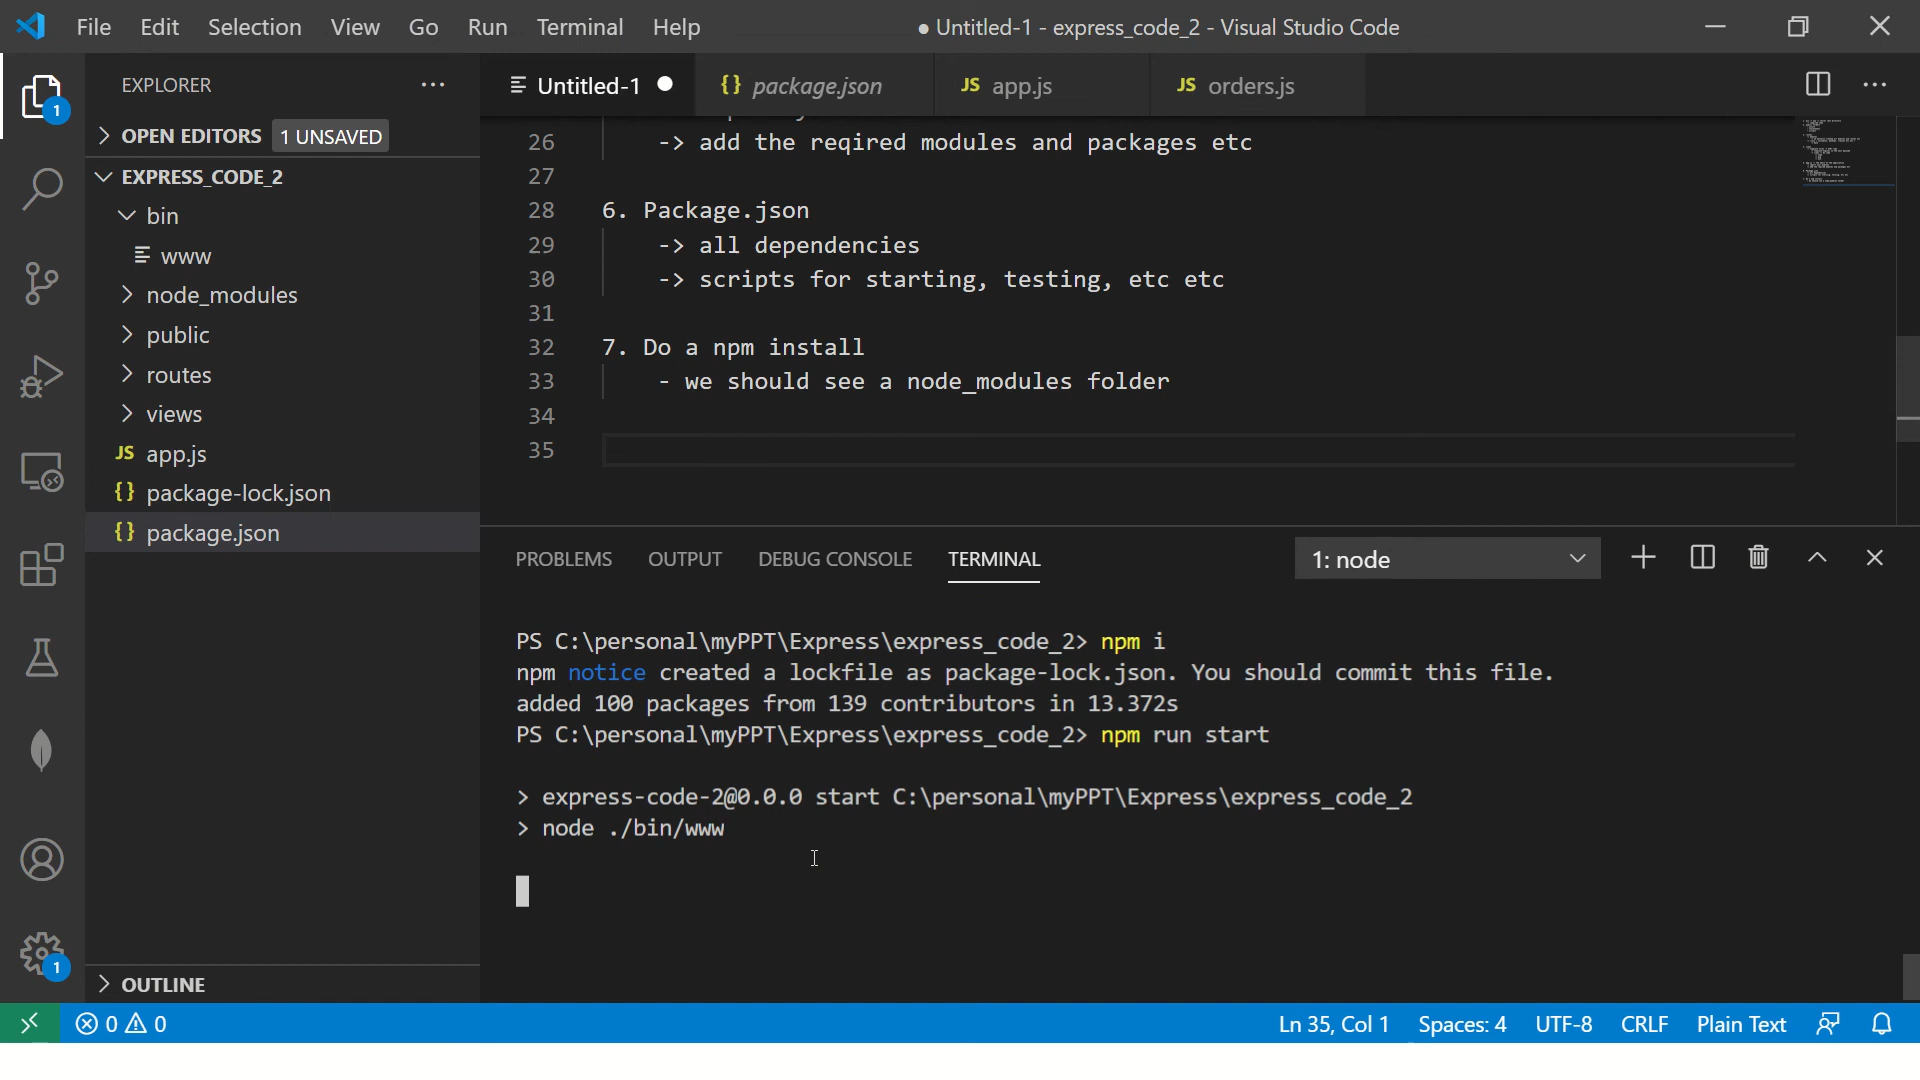 File Edit Selection View Go Run Terminal Help
● Untitled-1 - express_code_2 - Visual Studio Code
EXPLORER
Untitled-1 ●
{} package.json
JS app.js
JS orders.js
OPEN EDITORS 1 UNSAVED
EXPRESS_CODE_2
bin
www
node_modules
public
routes
views
JS app.js
{} package-lock.json
{} package.json
OUTLINE
1
1
26 -> add the reqired modules and packages etc
27
28 6. Package.json
29 -> all dependencies
30 -> scripts for starting, testing, etc etc
31
32 7. Do a npm install
33 - we should see a node_modules folder
34
35
PROBLEMS OUTPUT DEBUG CONSOLE TERMINAL
1: node
PS C:\personal\myPPT\Express\express_code_2> npm i
npm notice created a lockfile as package-lock.json. You should commit this file.
added 100 packages from 139 contributors in 13.372s
PS C:\personal\myPPT\Express\express_code_2> npm run start
> express-code-2@0.0.0 start C:\personal\myPPT\Express\express_code_2
> node ./bin/www
0 0
Ln 35, Col 1 Spaces: 4 UTF-8 CRLF Plain Text